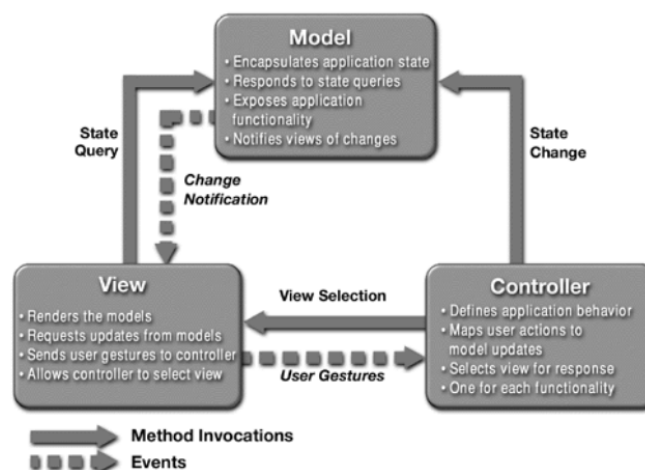 Model
• Encapsulates application state
• Responds to state queries
• Exposes application
functionality
• Notifies views of changes
State
Query
State
Change
Change
Notification
View
• Renders the models
• Requests updates from models
• Sends user gestures to controller
• Allows controller to select view
View Selection
User Gestures
Controller
• Defines application behavior
• Maps user actions to
model updates
• Selects view for response
• One for each functionality
Method Invocations
Events